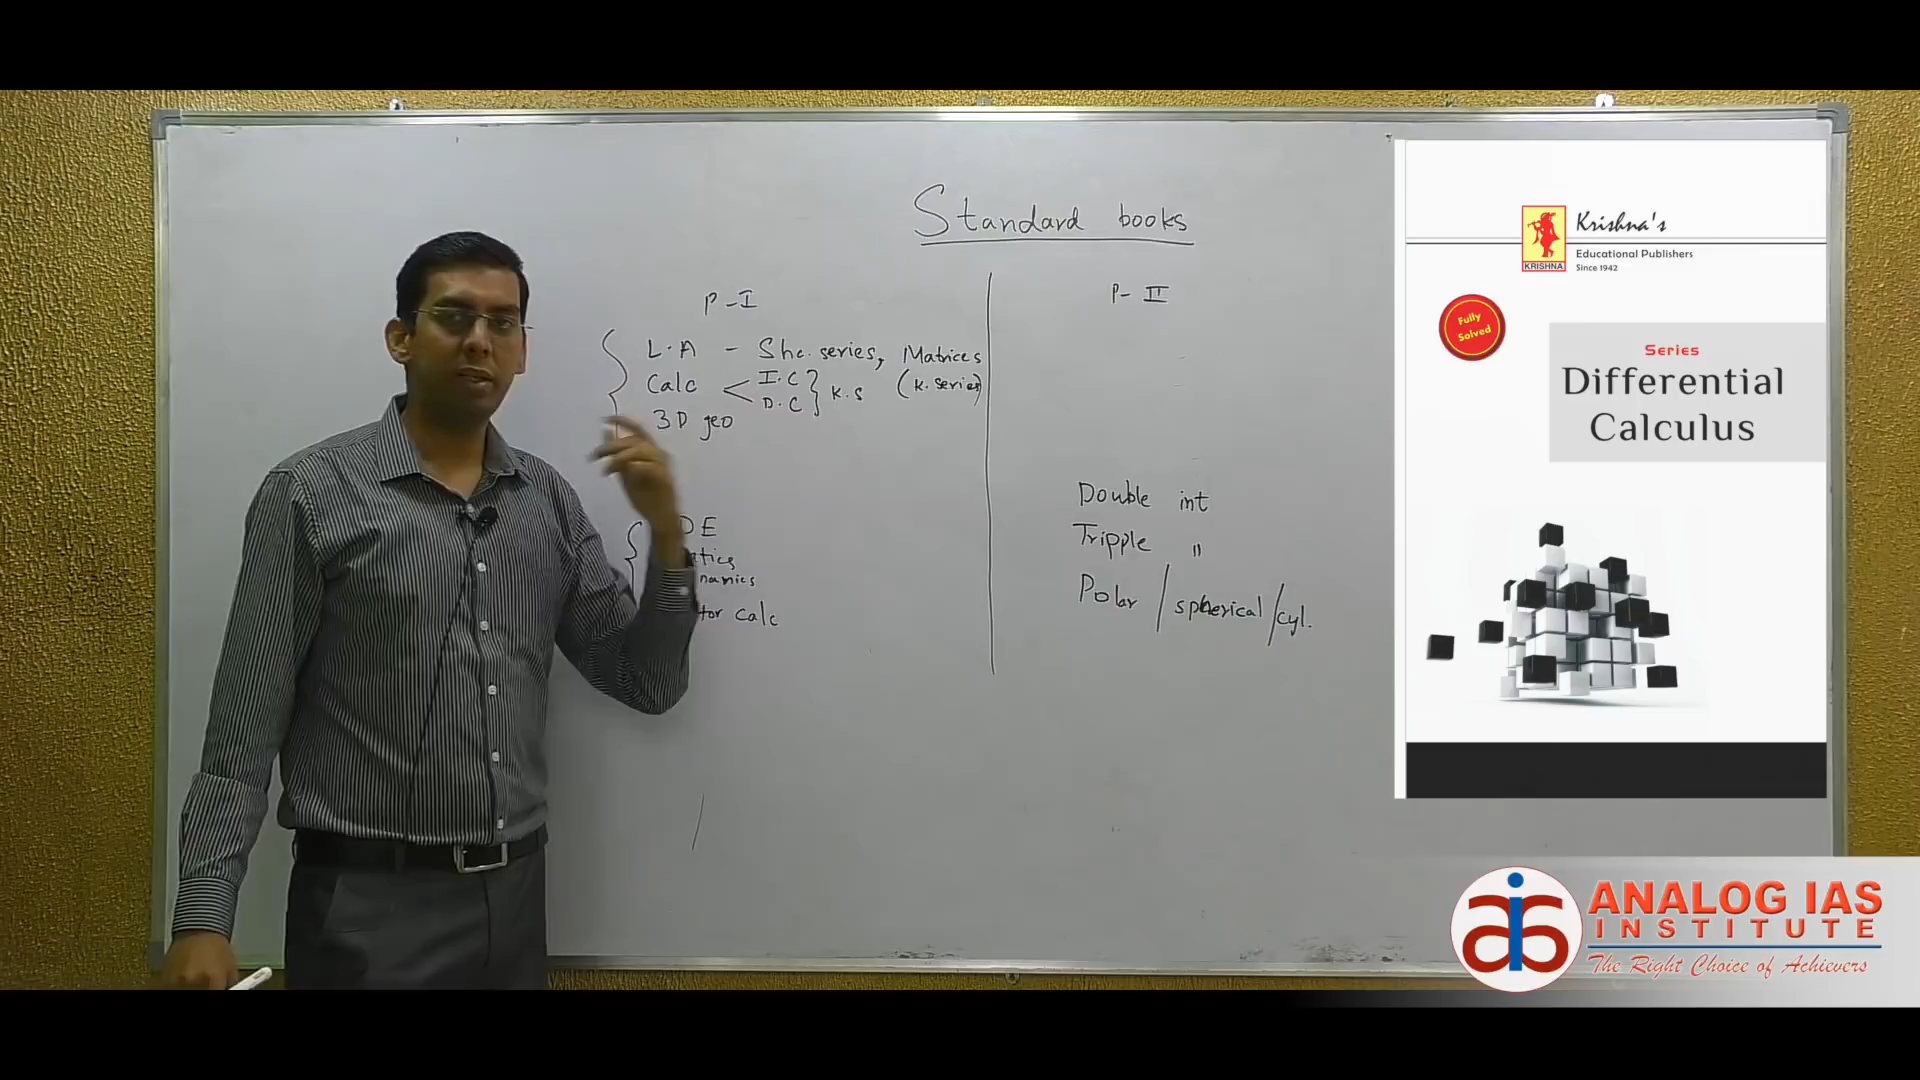 Standard books
P-I
L.A - Sho. series, Matrices
Calc < I.C } K.S (K. series)
D.C
3D geo
DE
namics
calc
P- II
Double int
Tripple "
Polar / spherical / cyl.
Krishna's
Educational Publishers
Since 1942
KRISHNA
Fully
Solved
Series
Differential
Calculus
ANALOG IAS
INSTITUTE
The Right Choice of Achievers